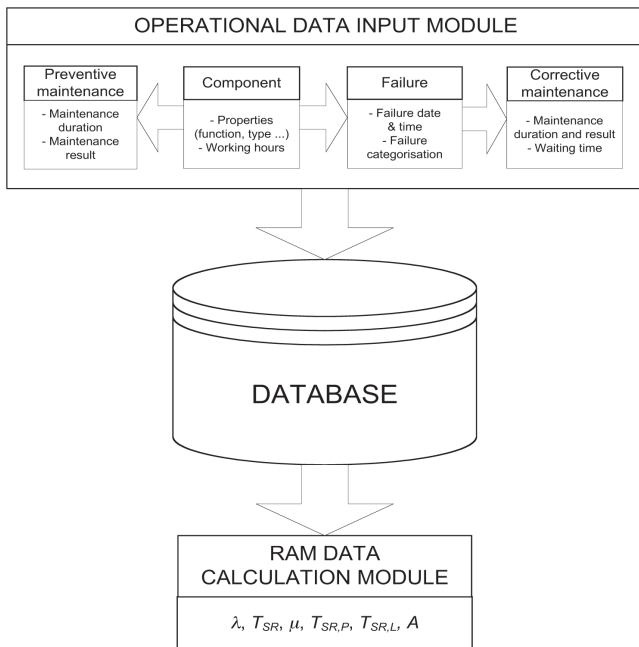 OPERATIONAL DATA INPUT MODULE
Preventive
maintenance
- Maintenance
duration
- Maintenance
result
Component
- Properties
(function, type ...)
- Working hours
Failure
- Failure date
& time
- Failure
categorisation
Corrective
maintenance
- Maintenance
duration and result
- Waiting time
DATABASE
RAM DATA
CALCULATION MODULE
λ, T_SR, μ, T_SR,P, T_SR,L, A